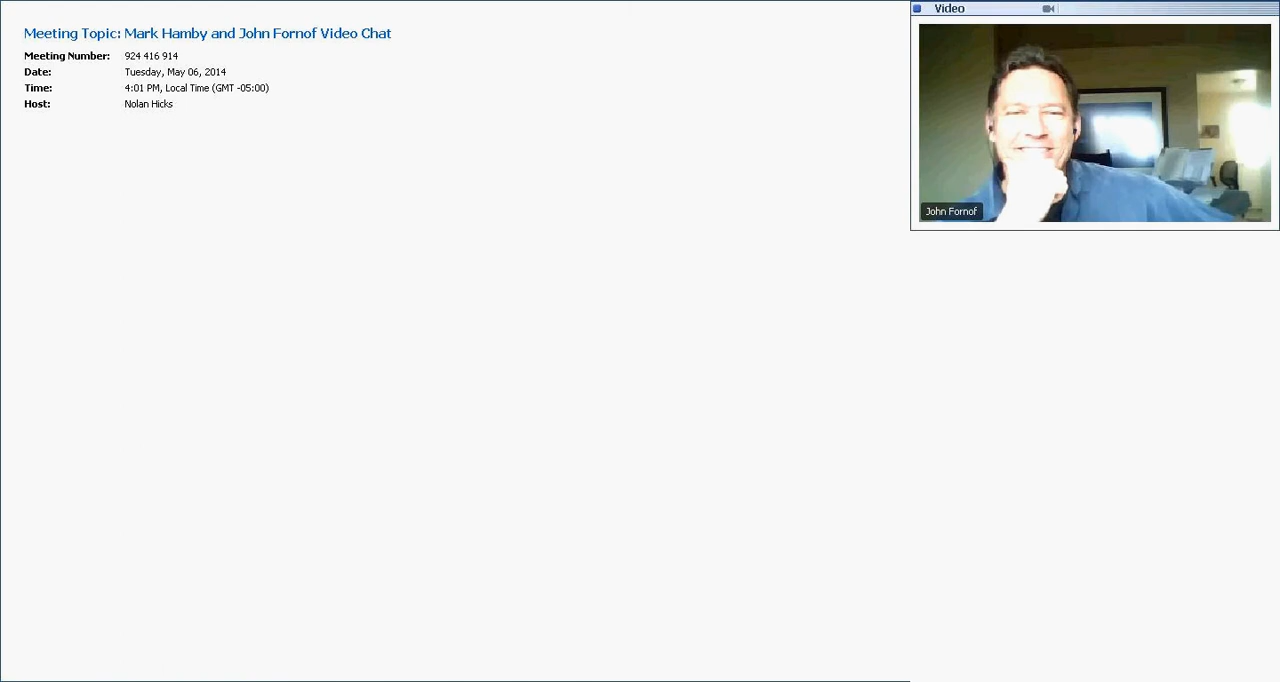 Meeting Topic: Mark Hamby and John Fornof Video Chat
Meeting Number: 924 416 914
Date: Tuesday, May 06, 2014
Time: 4:01 PM, Local Time (GMT -05:00)
Host: Nolan Hicks
Video
John Fornof